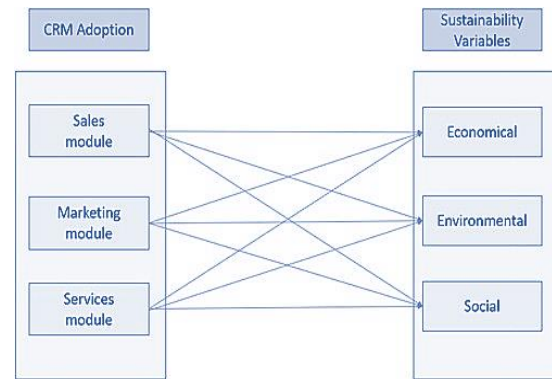 CRM Adoption
Sustainability
Variables
Sales
module
Marketing
module
Services
module
Economical
Environmental
Social